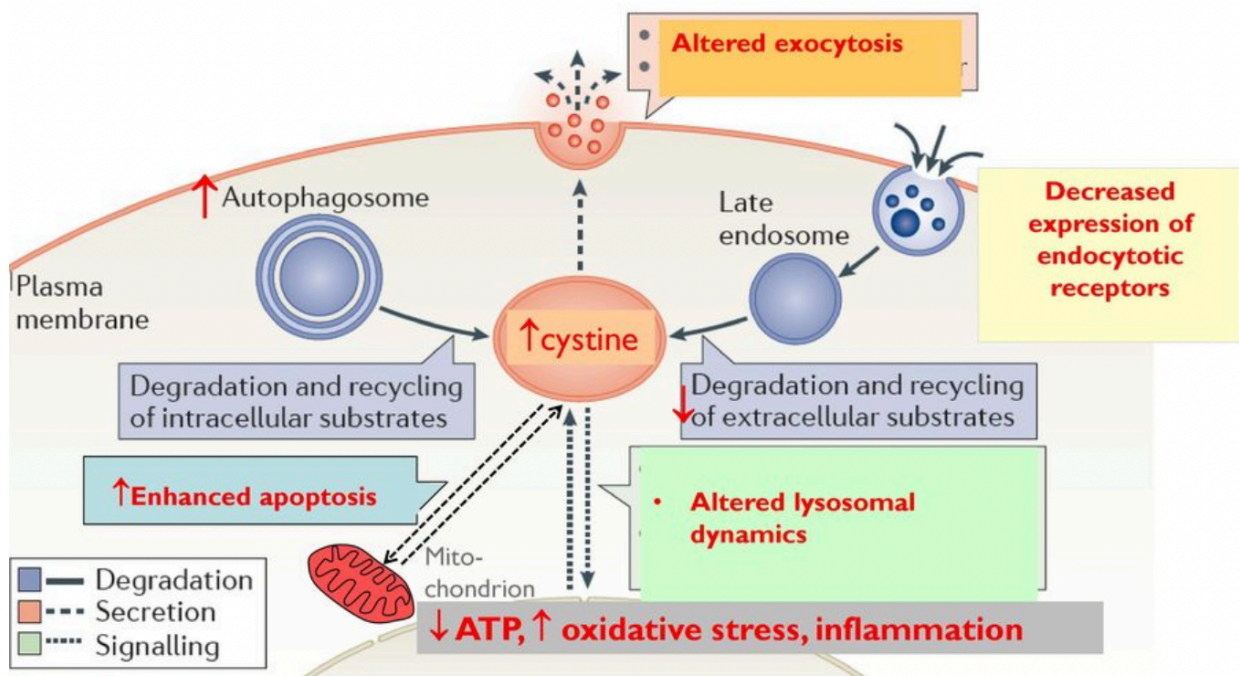 Altered exocytosis
↑ Autophagosome
Late
endosome
Decreased
expression of
endocytotic
receptors
Plasma
membrane
↑cystine
Degradation and recycling
of intracellular substrates
↓ Degradation and recycling
of extracellular substrates
↑Enhanced apoptosis
• Altered lysosomal
dynamics
Mito-
chondrion
↓ ATP, ↑ oxidative stress, inflammation
Degradation
Secretion
Signalling